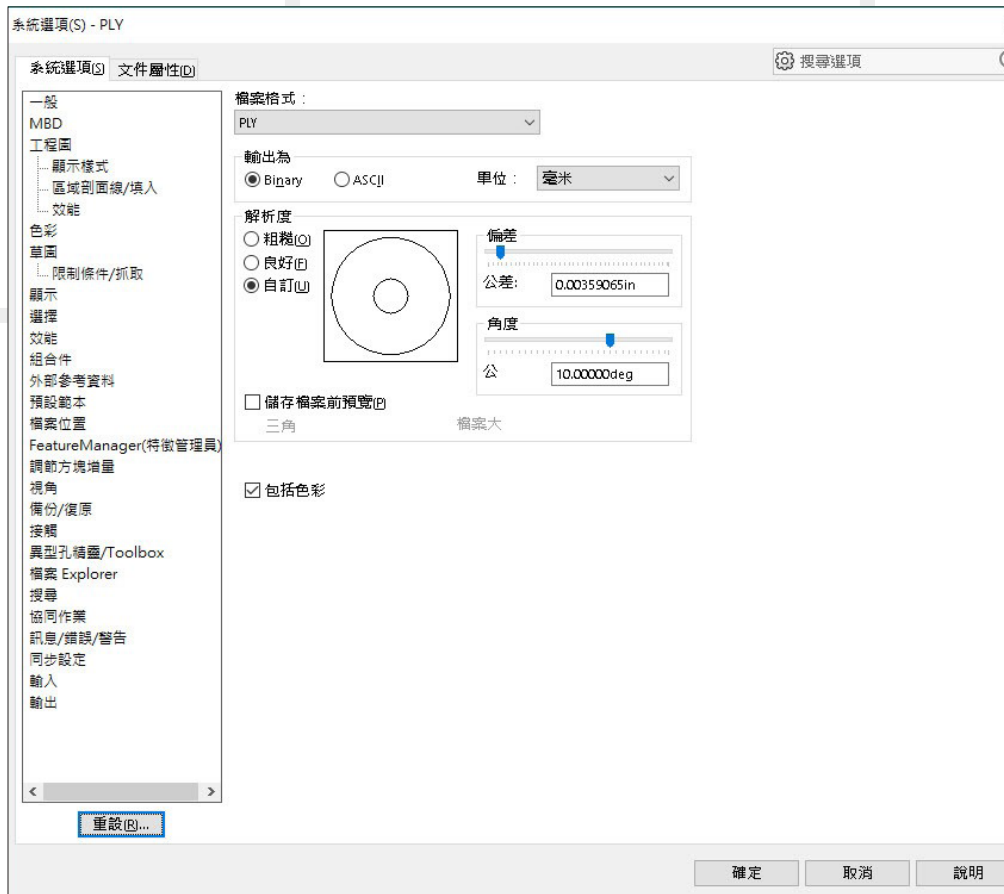 系統選項(S) - PLY
系統選項(S) 文件屬性(D)
搜尋選項
一般
MBD
工程圖
顯示樣式
區域剖面線/填入
效能
色彩
草圖
限制條件/抓取
顯示
選擇
效能
組合件
外部參考資料
預設範本
檔案位置
FeatureManager(特徵管理員)
調節方塊增量
視角
備份/復原
接觸
異型孔精靈/Toolbox
檔案 Explorer
搜尋
協同作業
訊息/錯誤/警告
同步設定
輸入
輸出
重設(R)...
檔案格式：
PLY
輸出為
Binary ASCII 單位： 毫米
解析度
粗糙(O)
良好(F)
自訂(U)
偏差
公差: 0.00359065in
角度
公 10.00000deg
儲存檔案前預覽(P)
三角 檔案大
包括色彩
確定 取消 說明